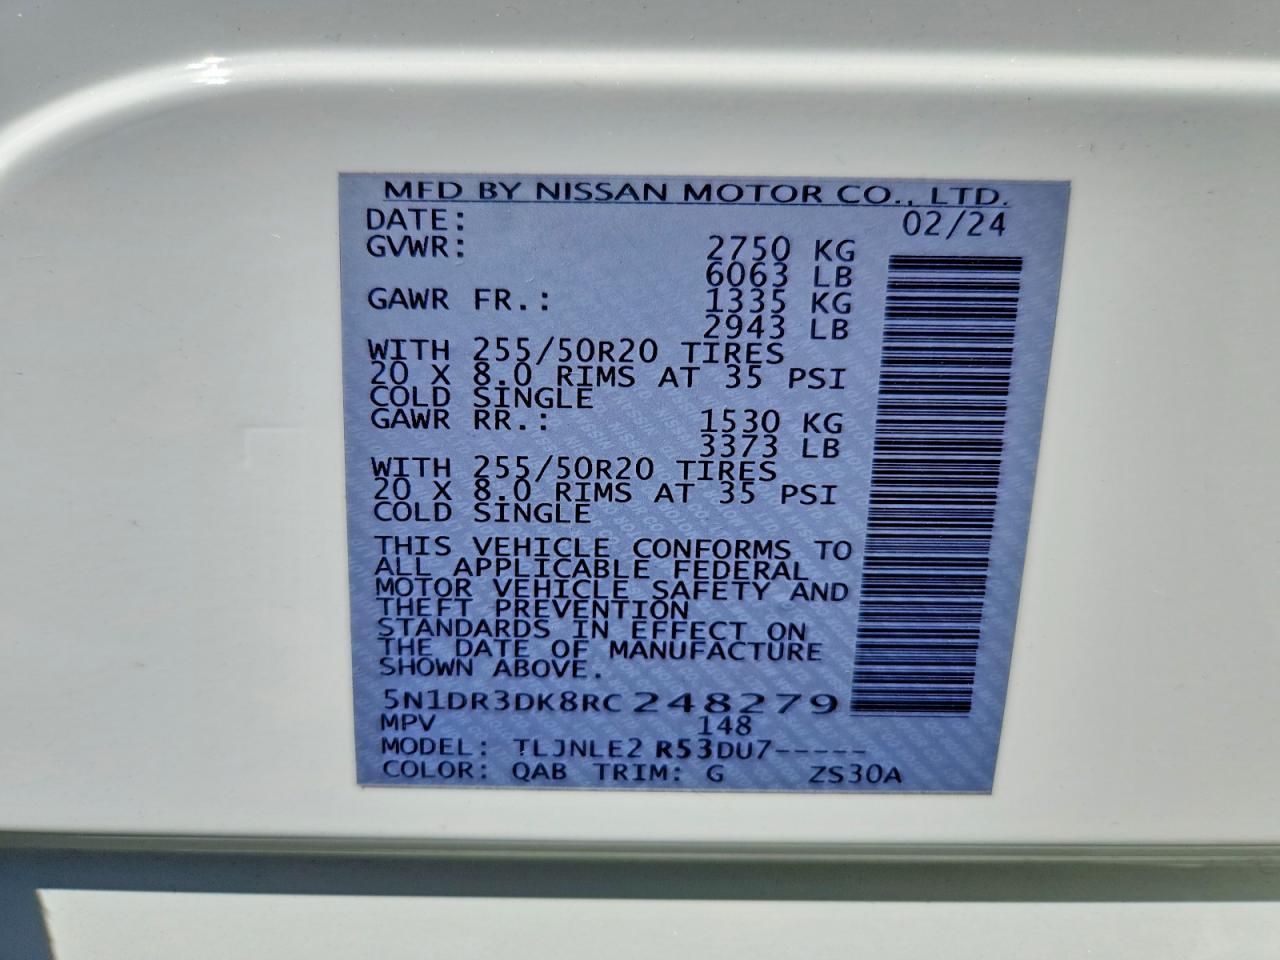 MFD BY NISSAN MOTOR CO., LTD.
DATE: 02/24
GVWR: 2750 KG
6063 LB
GAWR FR.: 1335 KG
2943 LB
WITH 255/50R20 TIRES
20 X 8.0 RIMS AT 35 PSI
COLD SINGLE
GAWR RR.: 1530 KG
3373 LB
WITH 255/50R20 TIRES
20 X 8.0 RIMS AT 35 PSI
COLD SINGLE
THIS VEHICLE CONFORMS TO
ALL APPLICABLE FEDERAL
MOTOR VEHICLE SAFETY AND
THEFT PREVENTION
STANDARDS IN EFFECT ON
THE DATE OF MANUFACTURE
SHOWN ABOVE.
5N1DR3DK8RC248279
MPV 148
MODEL: TLJNLE2 R53DU7-----
COLOR: QAB TRIM: G ZS30A